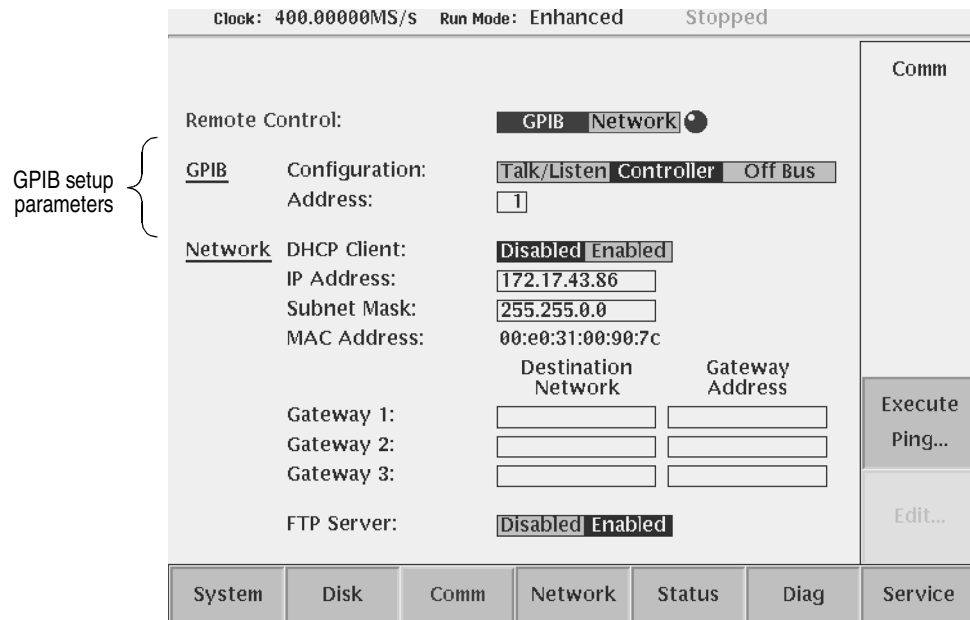 Clock: 400.00000MS/s Run Mode: Enhanced Stopped
Comm
Remote Control: GPIB Network
GPIB setup
parameters
GPIB Configuration: Talk/Listen Controller Off Bus
Address: 1
Network DHCP Client: Disabled Enabled
IP Address: 172.17.43.86
Subnet Mask: 255.255.0.0
MAC Address: 00:e0:31:00:90:7c
Destination
Network
Gateway
Address
Gateway 1:
Gateway 2:
Gateway 3:
Execute
Ping...
FTP Server: Disabled Enabled
Edit...
System Disk Comm Network Status Diag Service